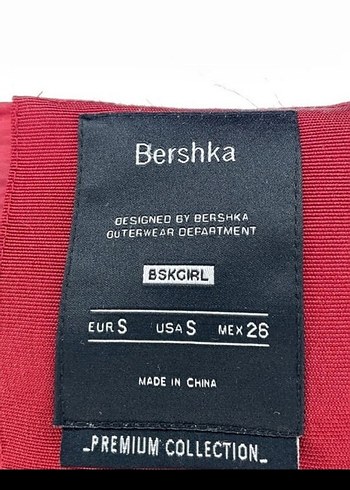 Bershka
DESIGNED BY BERSHKA
OUTERWEAR DEPARTMENT
BSKGIRL
EUR S USA S MEX 26
MADE IN CHINA
_PREMIUM COLLECTION_